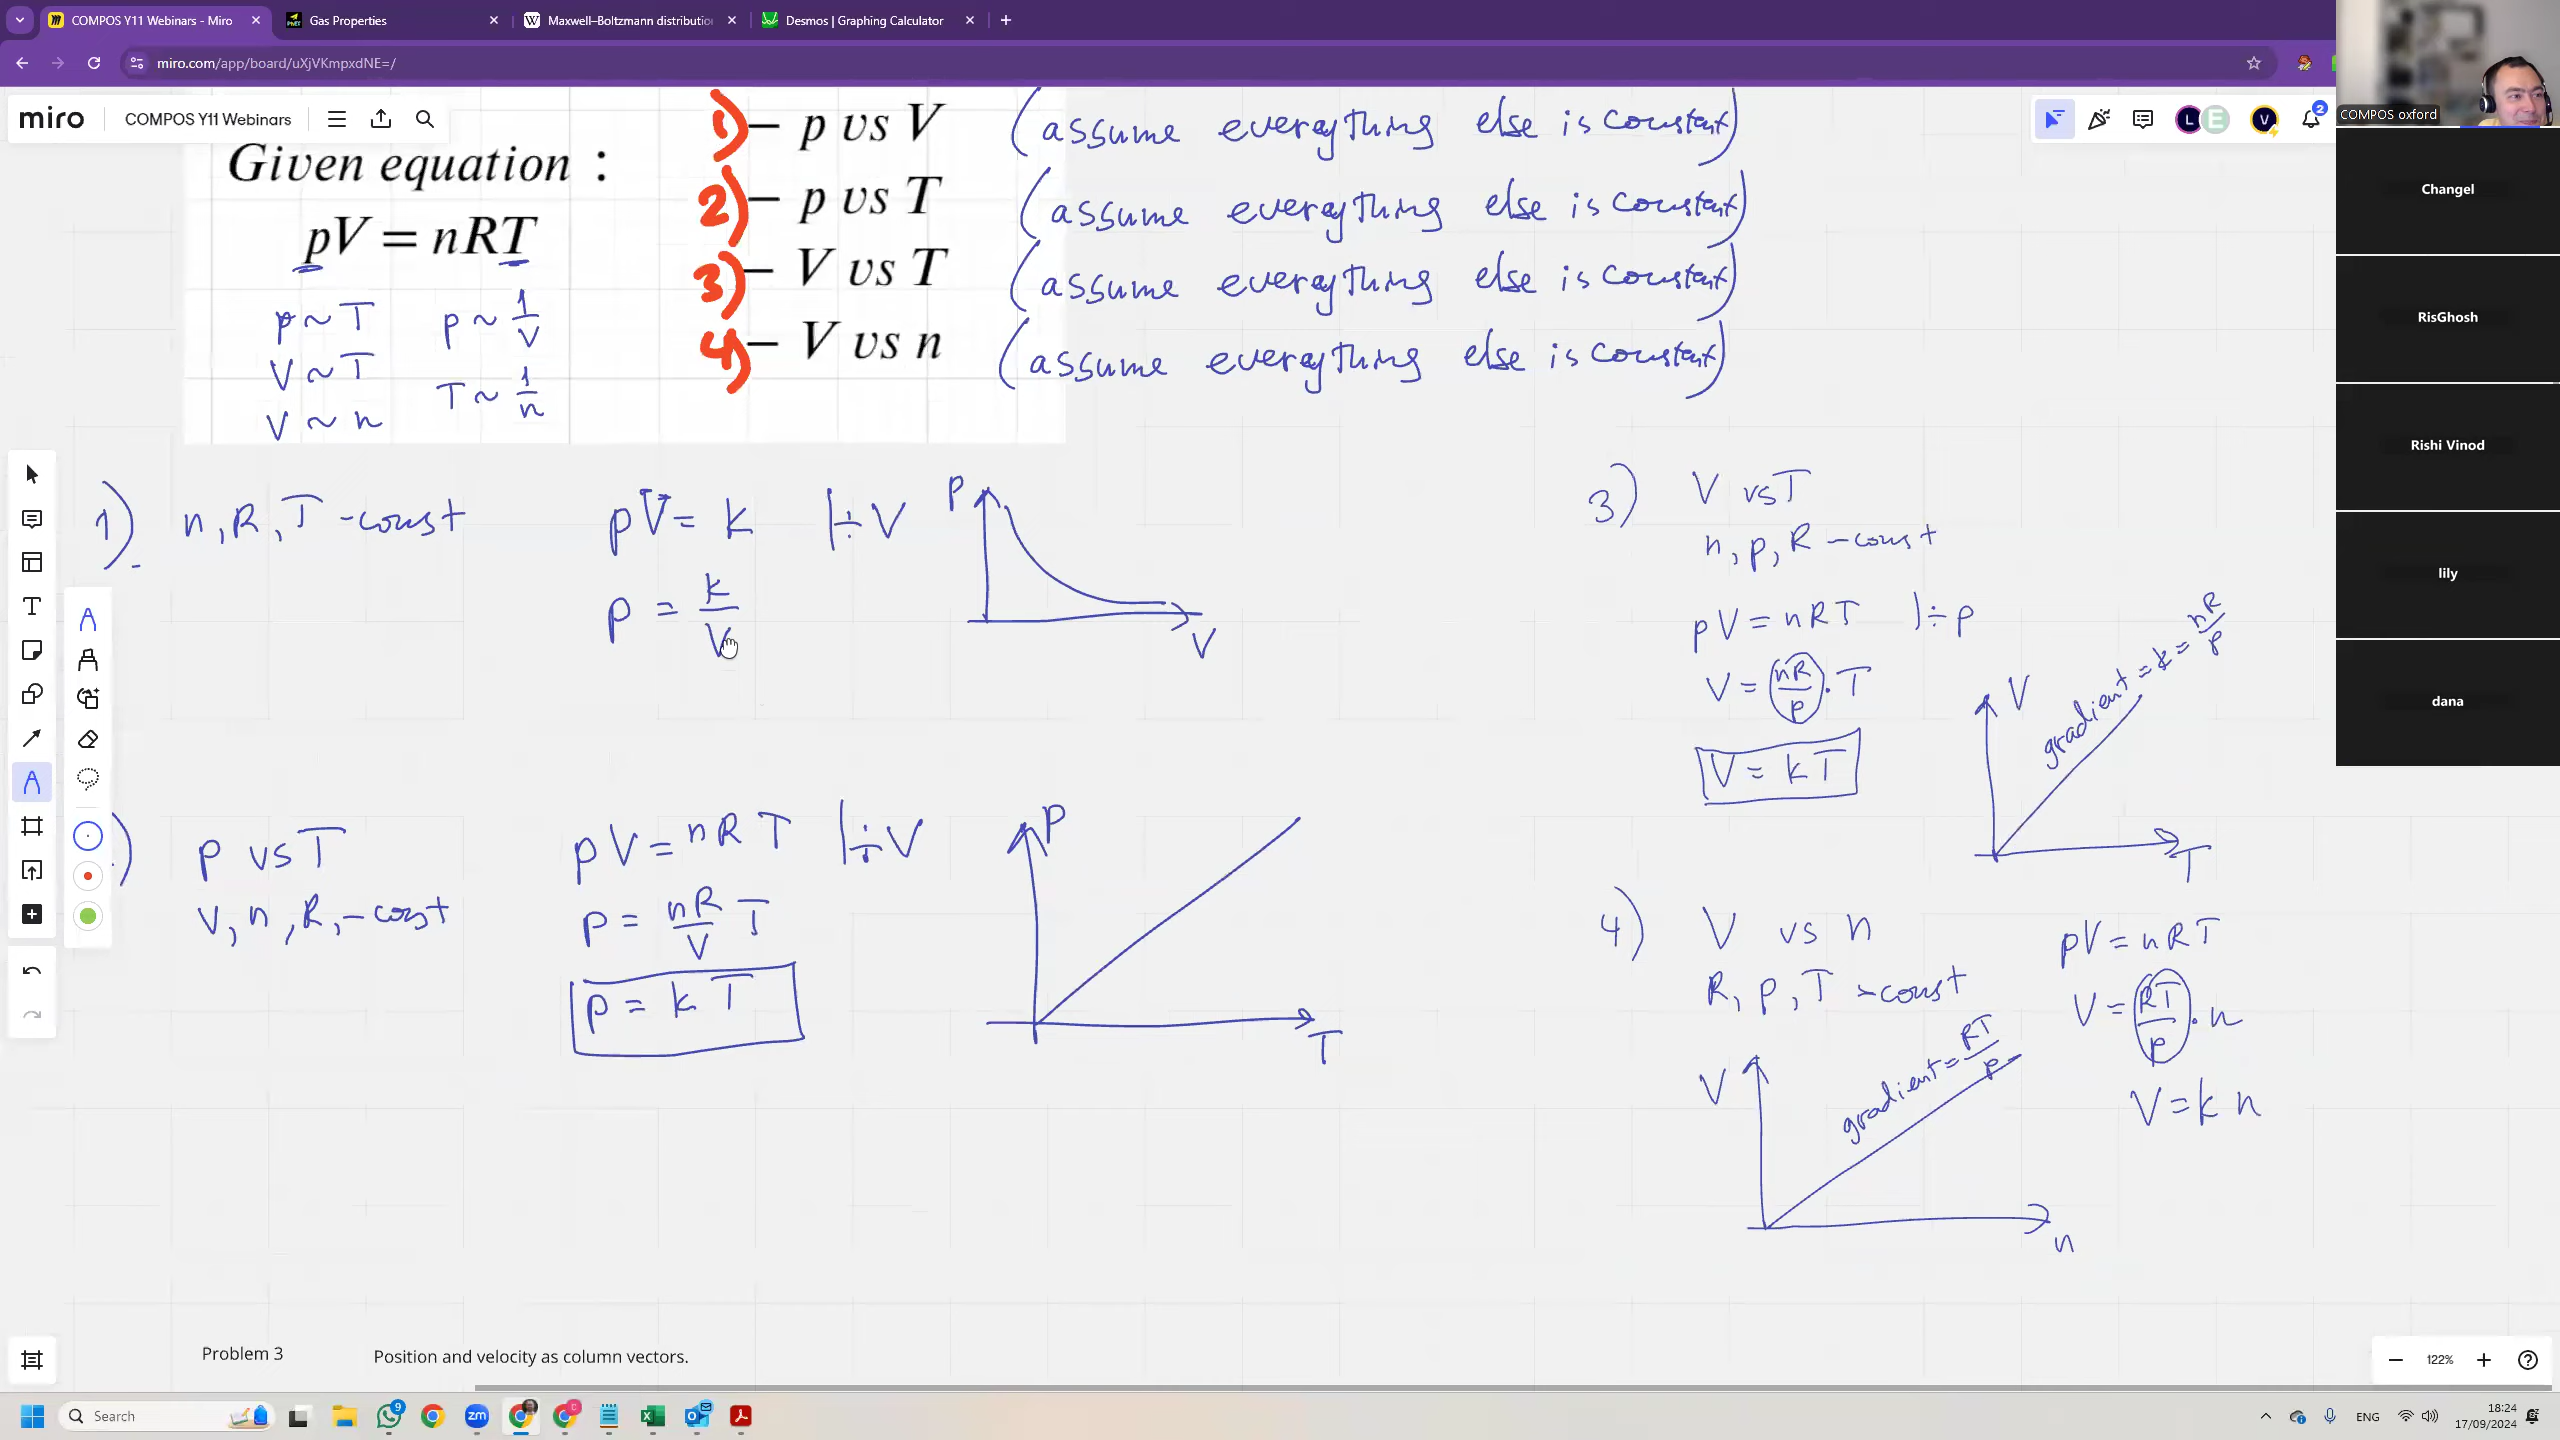 COMPOS Y11 Webinars - Miro
Gas Properties
Maxwell–Boltzmann distributio
Desmos | Graphing Calculator
miro.com/app/board/uXjVKmpxdNE=/
miro
COMPOS Y11 Webinars
L
E
V
2
COMPOS oxford
Changel
RisGhosh
Rishi Vinod
lily
dana
Given equation :
pV = nRT
p ~ T
p ~ 1/V
V ~ T
T ~ 1/n
V ~ n
1) – p vs V (assume everything else is constant)
2) – p vs T (assume everything else is constant)
3) – V vs T (assume everything else is constant)
4) – V vs n (assume everything else is constant)
1) n, R, T - const
pV = k |÷V
p = k/V
P
V
p vs T
V, n, R, - const
pV = nRT |÷V
p = nR/V T
p = kT
P
T
3) V vs T
n, p, R - const
pV = nRT |÷p
V = nR/p · T
V = kT
V
gradient = k = nR/p
T
4) V vs n
R, p, T - const
pV = nRT
V = RT/p · n
V = k n
V
gradient = RT/p
n
Problem 3
Position and velocity as column vectors.
122%
Search
9
zm
ENG
18:24
17/09/2024